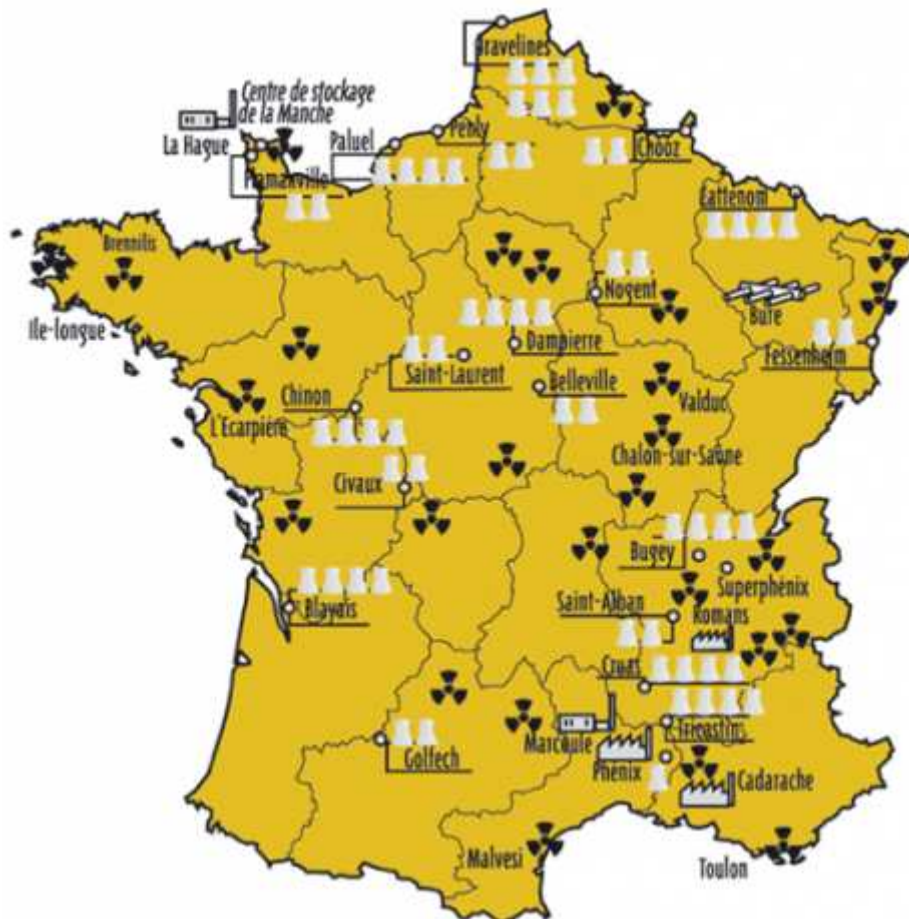 Gravelines
Centre de stockage
de la Manche
La Hague
Paluel
Penly
Chooz
Flamanville
Cattenom
Brennilis
Ile-longue
Nogent
Bure
Dampierre
Fessenheim
Saint-Laurent
Belleville
Chinon
Valduc
L'Ecarpière
Chalon-sur-Saône
Civaux
Bugey
Superphénix
Blayais
Saint-Alban
Romans
Cruas
Tricastin
Marcoule
Golfech
Phénix
Cadarache
Malvesi
Toulon